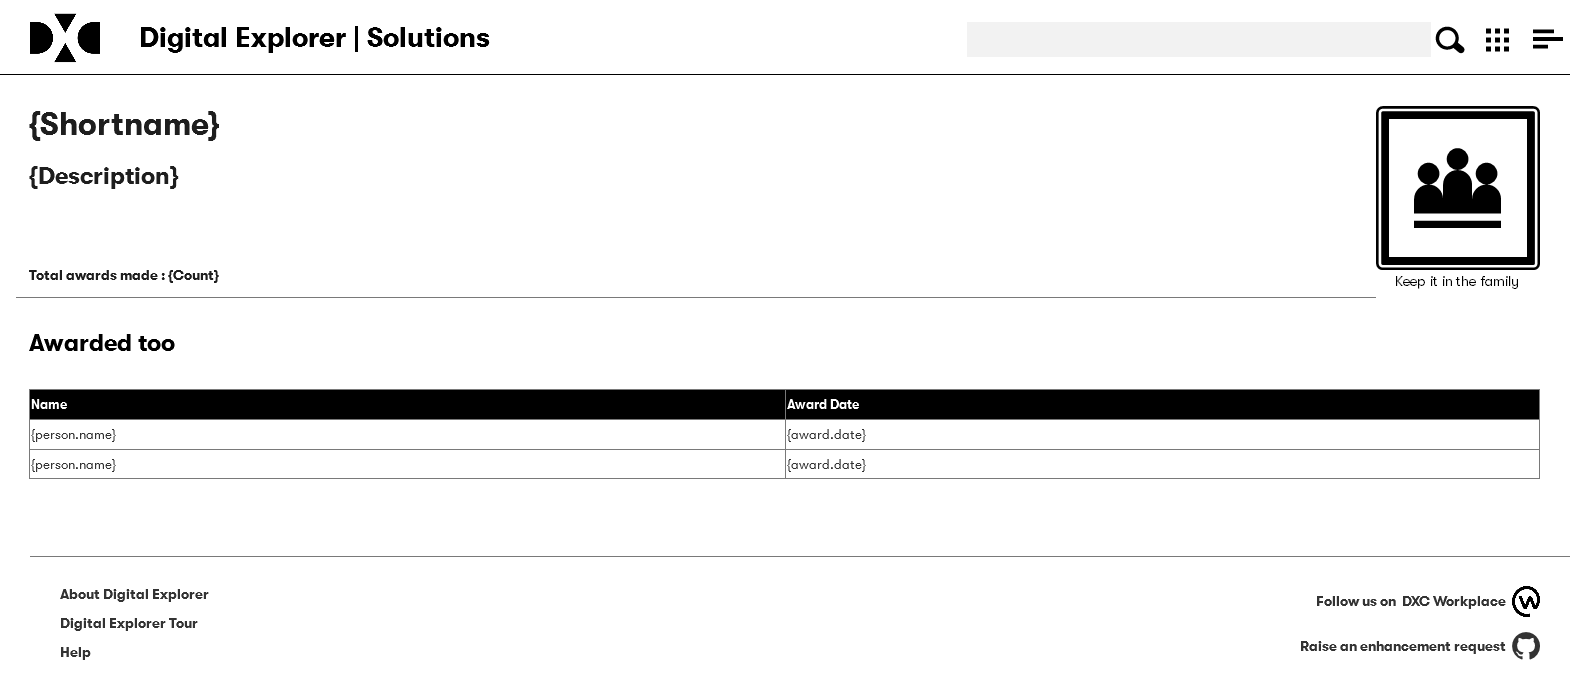 DXC
Digital Explorer | Solutions
{Shortname}
{Description}
Total awards made : {Count}
Keep it in the family
Awarded too
Name Award Date
{person.name} {award.date}
{person.name} {award.date}
About Digital Explorer
Digital Explorer Tour
Help
Follow us on DXC Workplace
Raise an enhancement request